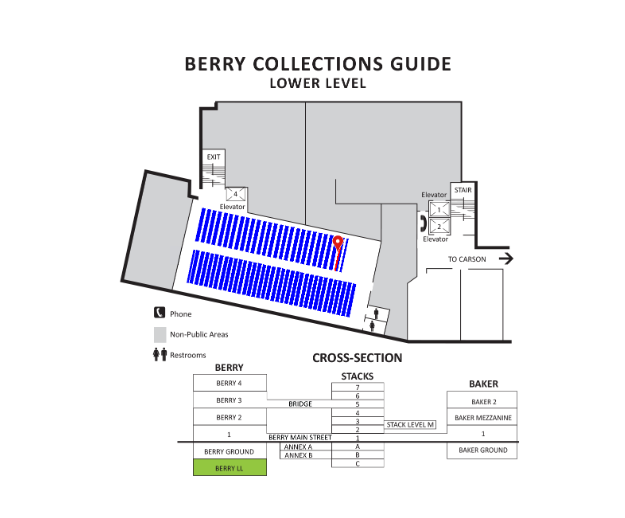 BERRY COLLECTIONS GUIDE
LOWER LEVEL
EXIT
4
Elevator
Elevator
STAIR
1
2
Elevator
TO CARSON
Phone
Non-Public Areas
Restrooms
CROSS-SECTION
BERRY
STACKS
BAKER
BERRY 4
7
6
BERRY 3
BRIDGE
5
BAKER 2
4
BERRY 2
3
STACK LEVEL M
BAKER MEZZANINE
1
2
1
BERRY MAIN STREET
1
BERRY GROUND
ANNEX A
A
BAKER GROUND
ANNEX B
B
BERRY LL
C